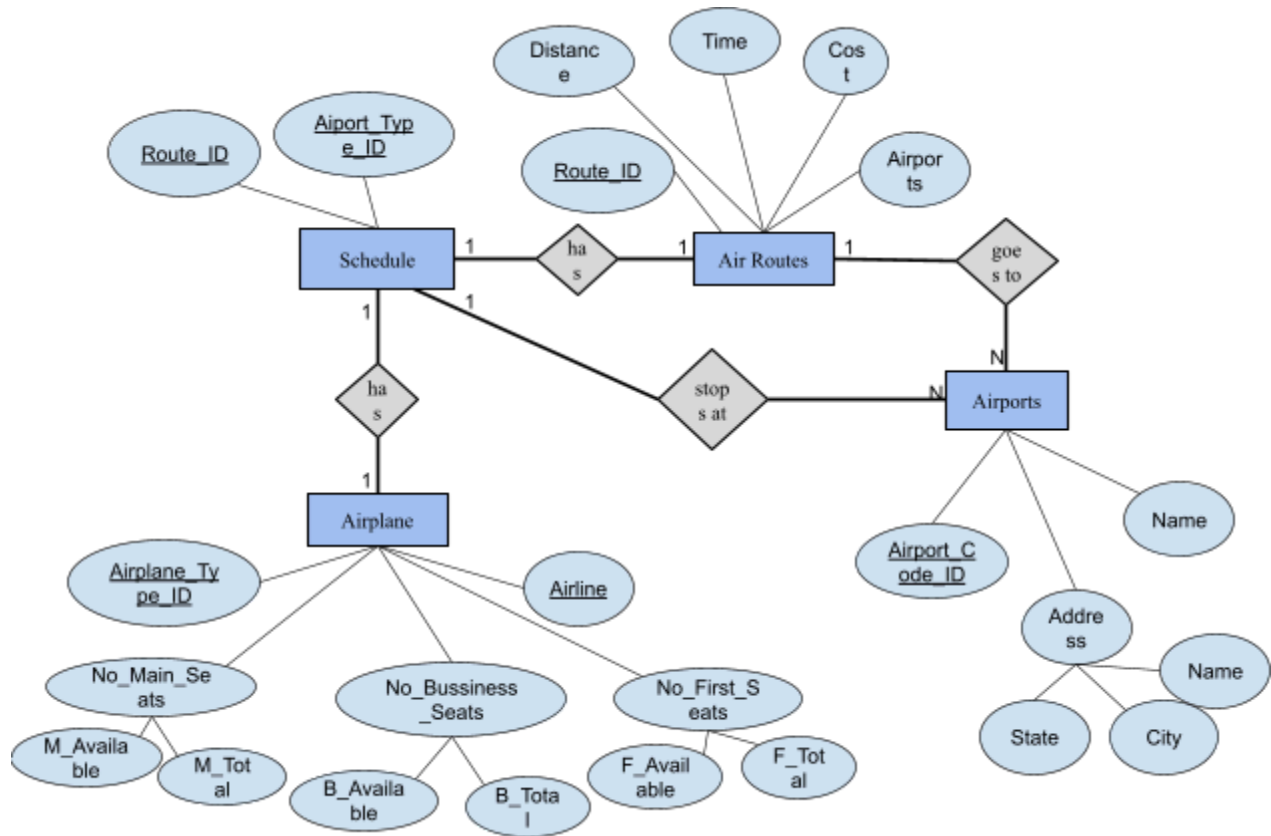 Distanc
e
Time
Cos
t
Route_ID
Aiport_Typ
e_ID
Route_ID
Airpor
ts
Schedule
1
ha
s
1
Air Routes
1
goe
s to
1
1
N
ha
s
stop
s at
N
Airports
1
Airplane
Airplane_Ty
pe_ID
Airline
Airport_C
ode_ID
Name
Addre
ss
Name
State
City
No_Main_Se
ats
No_Bussiness
_Seats
No_First_S
eats
M_Availa
ble
M_Tot
al
B_Availa
ble
B_Tota
l
F_Avail
able
F_Tot
al